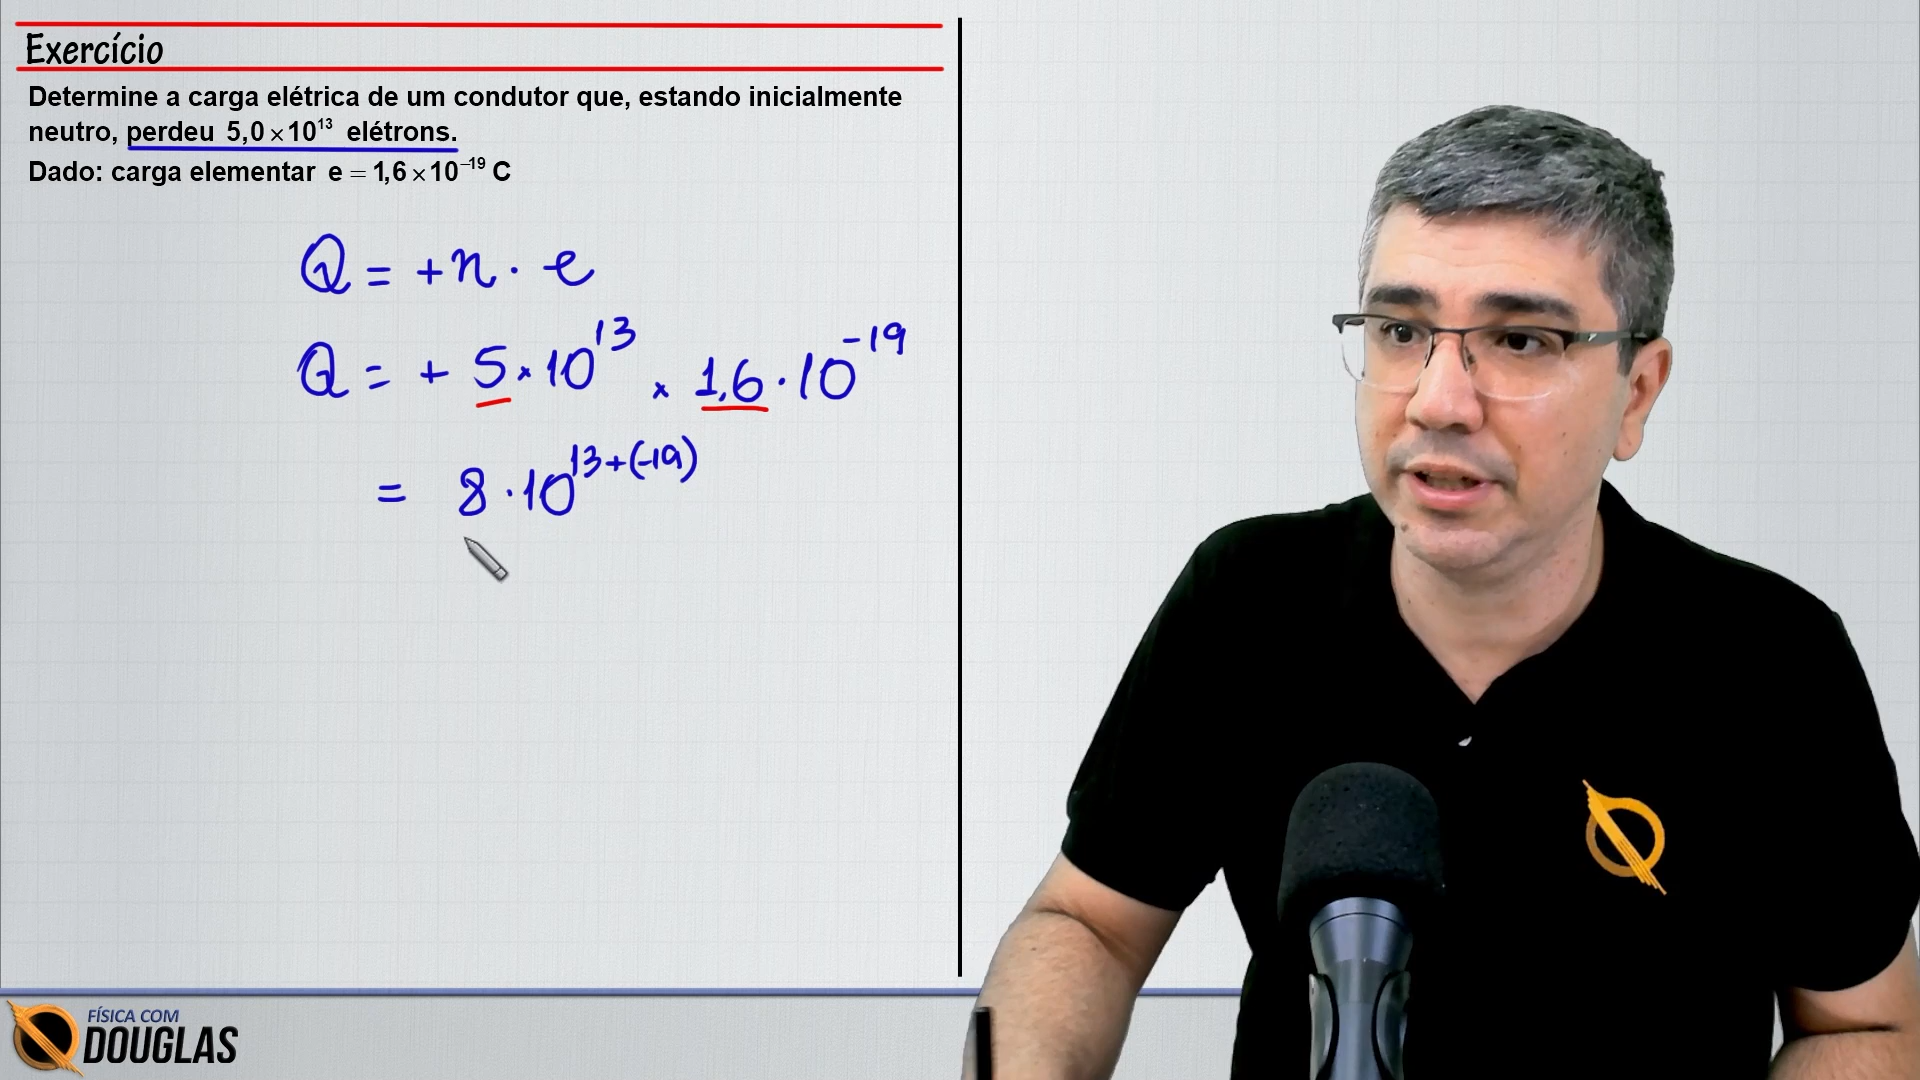 Exercício
Determine a carga elétrica de um condutor que, estando inicialmente
neutro, perdeu 5,0 × 10¹³ elétrons.
Dado: carga elementar e = 1,6 × 10⁻¹⁹ C
Q = + n · e
Q = + 5 × 10¹³ × 1,6 · 10⁻¹⁹
= 8 · 10¹³⁺⁽⁻¹⁹⁾
FÍSICA COM
DOUGLAS